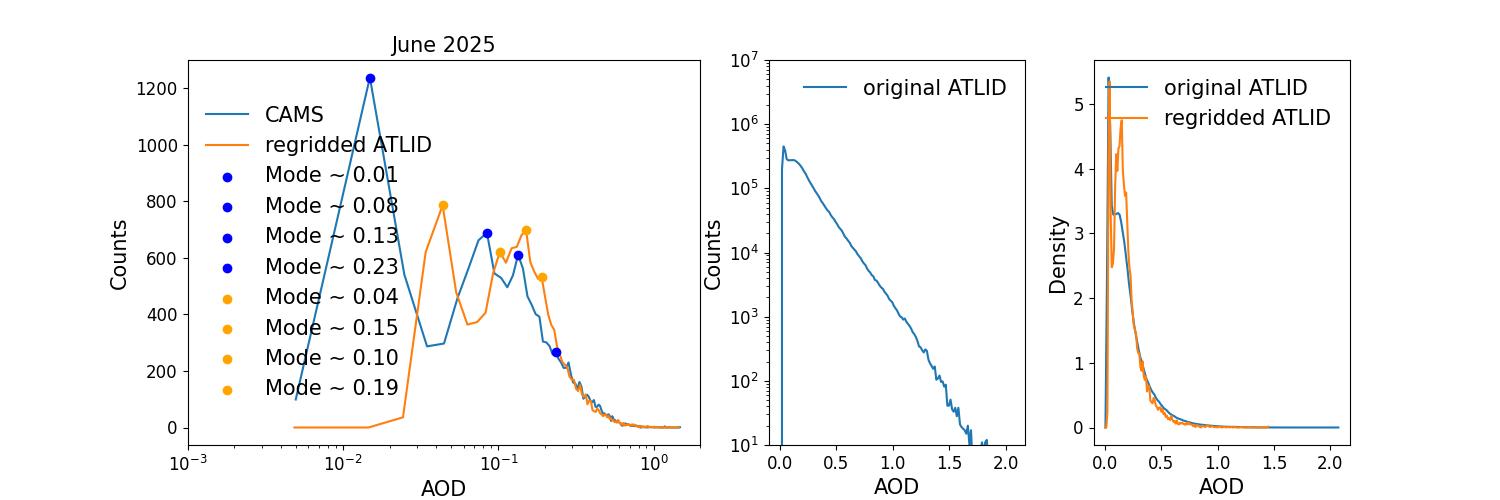 June 2025
Counts
1200
1000
800
600
400
200
0
CAMS
regridded ATLID
Mode ~ 0.01
Mode ~ 0.08
Mode ~ 0.13
Mode ~ 0.23
Mode ~ 0.04
Mode ~ 0.15
Mode ~ 0.10
Mode ~ 0.19
10⁻³ 10⁻² 10⁻¹ 10⁰
AOD
Counts
10⁷
10⁶
10⁵
10⁴
10³
10²
10¹
original ATLID
0.0 0.5 1.0 1.5 2.0
AOD
Density
5
4
3
2
1
0
original ATLID
regridded ATLID
0.0 0.5 1.0 1.5 2.0
AOD